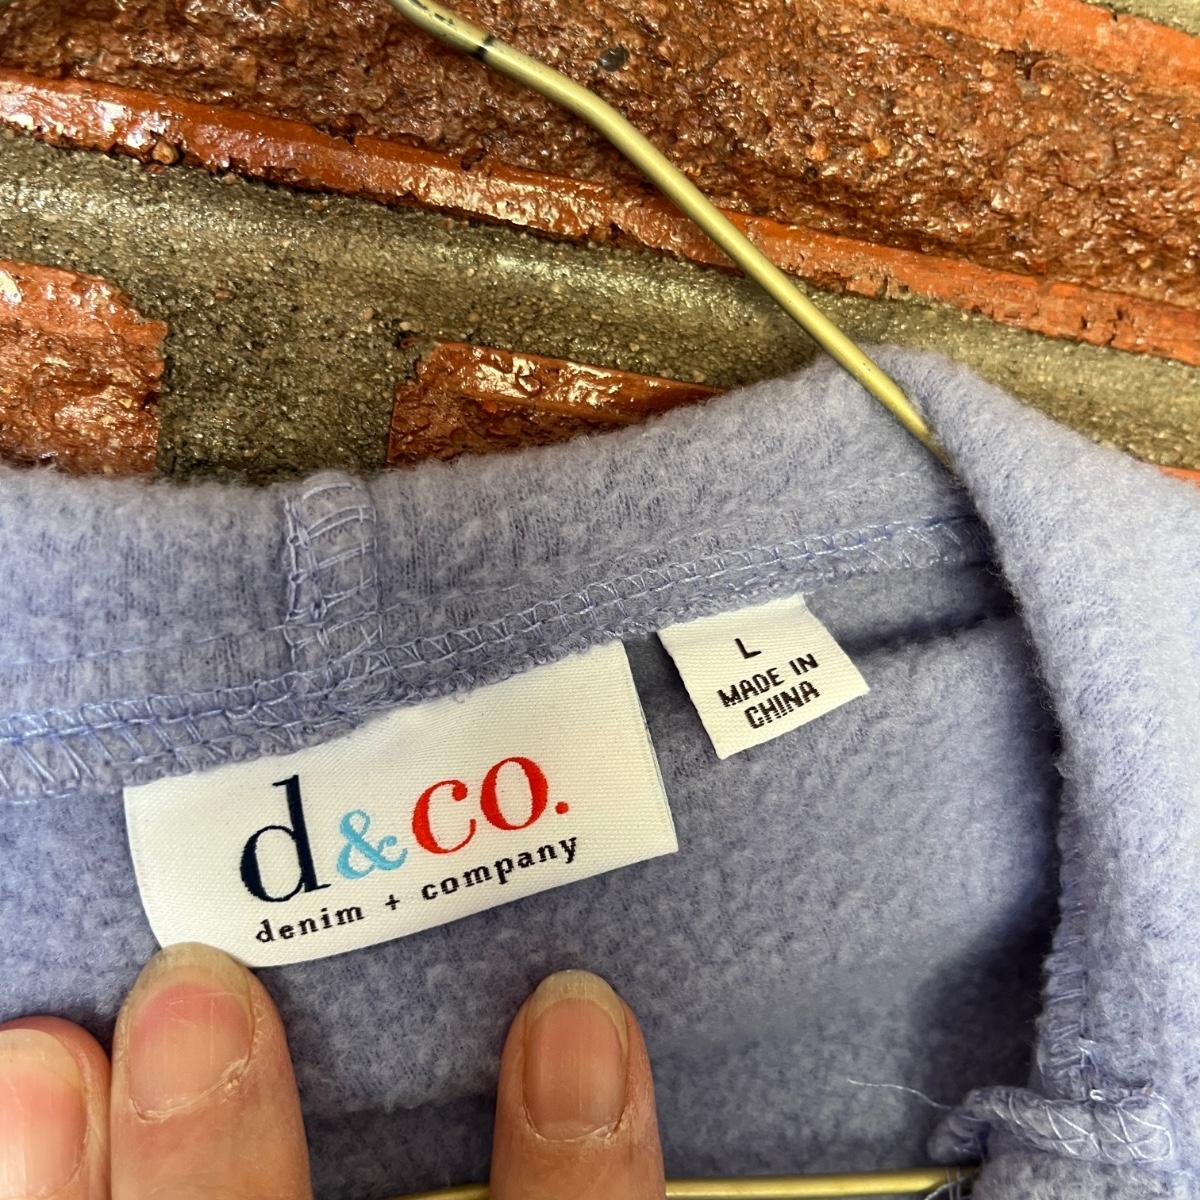 L
MADE IN
CHINA
d&co.
denim + company